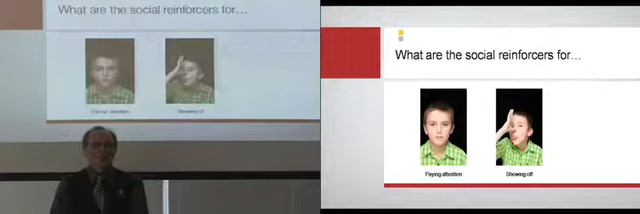 What are the social reinforcers for...
Paying attention
Showing off
What are the social reinforcers for...
Paying attention
Showing off